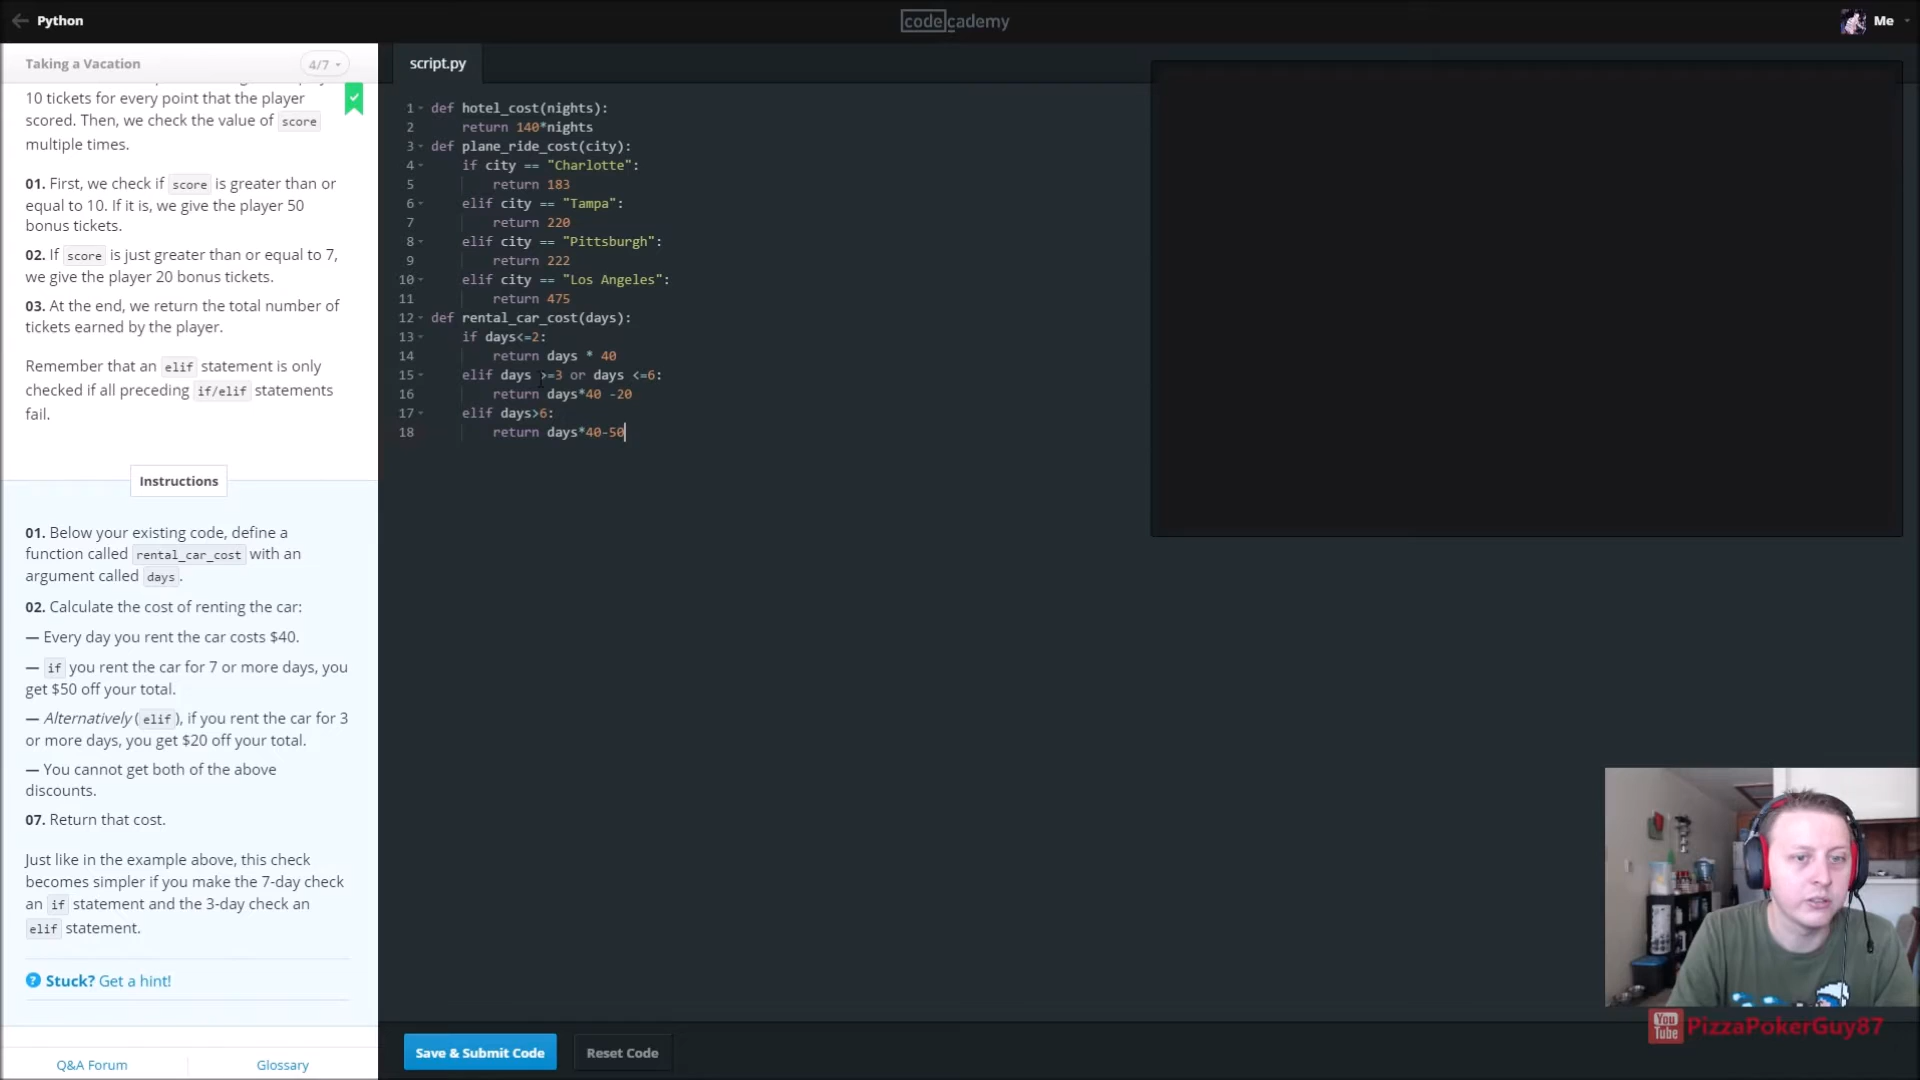 Python
codecademy
Me
Taking a Vacation
4/7
script.py
10 tickets for every point that the player
scored. Then, we check the value of score
multiple times.
01. First, we check if score is greater than or
equal to 10. If it is, we give the player 50
bonus tickets.
02. If score is just greater than or equal to 7,
we give the player 20 bonus tickets.
03. At the end, we return the total number of
tickets earned by the player.
Remember that an elif statement is only
checked if all preceding if/elif statements
fail.
Instructions
01. Below your existing code, define a
function called rental_car_cost with an
argument called days.
02. Calculate the cost of renting the car:
— Every day you rent the car costs $40.
— if you rent the car for 7 or more days, you
get $50 off your total.
— Alternatively (elif), if you rent the car for 3
or more days, you get $20 off your total.
— You cannot get both of the above
discounts.
07. Return that cost.
Just like in the example above, this check
becomes simpler if you make the 7-day check
an if statement and the 3-day check an
elif statement.
? Stuck? Get a hint!
Q&A Forum
Glossary
1 def hotel_cost(nights):
2 return 140*nights
3 def plane_ride_cost(city):
4 if city == "Charlotte":
5 return 183
6 elif city == "Tampa":
7 return 220
8 elif city == "Pittsburgh":
9 return 222
10 elif city == "Los Angeles":
11 return 475
12 def rental_car_cost(days):
13 if days<=2:
14 return days * 40
15 elif days >=3 or days <=6:
16 return days*40 -20
17 elif days>6:
18 return days*40-50
Save & Submit Code
Reset Code
You Tube PizzaPokerGuy87